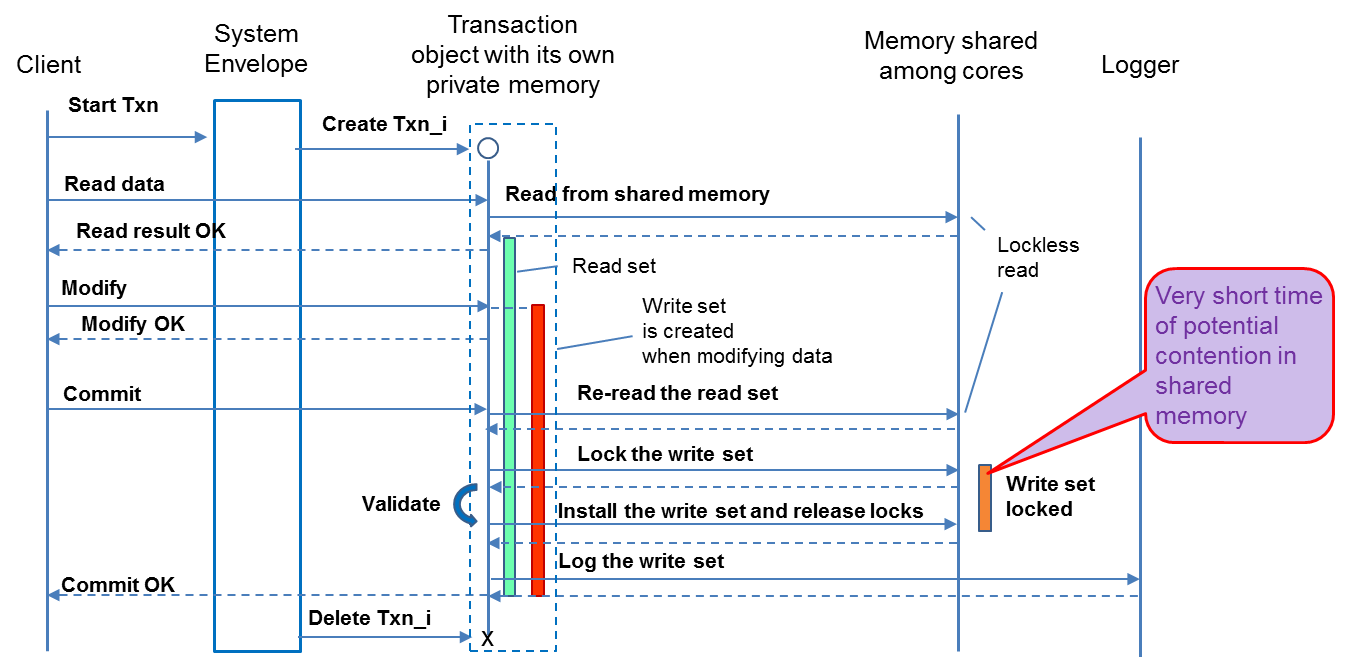 Client
System
Envelope
Transaction
object with its own
private memory
Memory shared
among cores
Logger
Start Txn
Create Txn_i
Read data
Read from shared memory
Read result OK
Lockless
read
Read set
Modify
Write set
is created
when modifying data
Modify OK
Very short time
of potential
contention in
shared
memory
Commit
Re-read the read set
Lock the write set
Write set
locked
Validate
Install the write set and release locks
Log the write set
Commit OK
Delete Txn_i
X